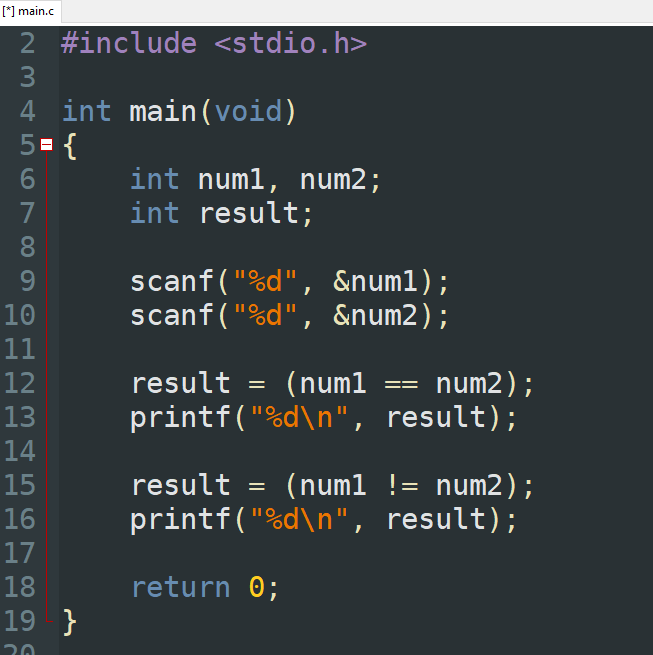 [*] main.c
2 #include <stdio.h>
3
4 int main(void)
5 {
6     int num1, num2;
7     int result;
8
9     scanf("%d", &num1);
10     scanf("%d", &num2);
11
12     result = (num1 == num2);
13     printf("%d\n", result);
14
15     result = (num1 != num2);
16     printf("%d\n", result);
17
18     return 0;
19 }
20